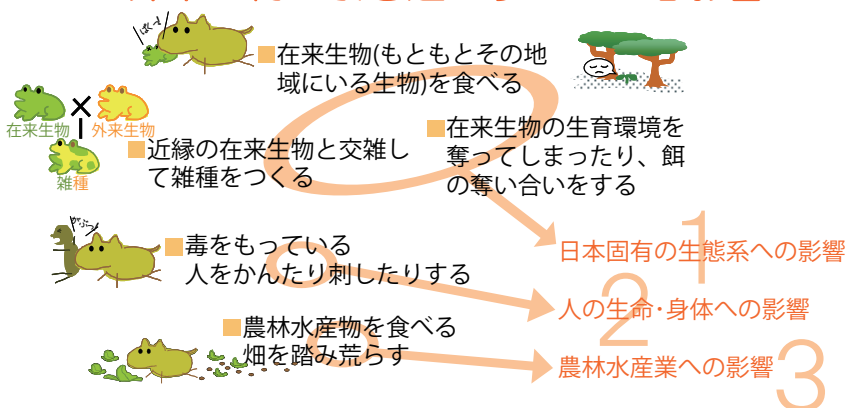 ぱくっ
■在来生物(もともとその地
域にいる生物)を食べる
在来生物
外来生物
雑種
■近縁の在来生物と交雑し
て雑種をつくる
■在来生物の生育環境を
奪ってしまったり、餌
の奪い合いをする
がぶっ
■毒をもっている
人をかんたり刺したりする
■農林水産物を食べる
畑を踏み荒らす
1
日本固有の生態系への影響
2
人の生命・身体への影響
3
農林水産業への影響